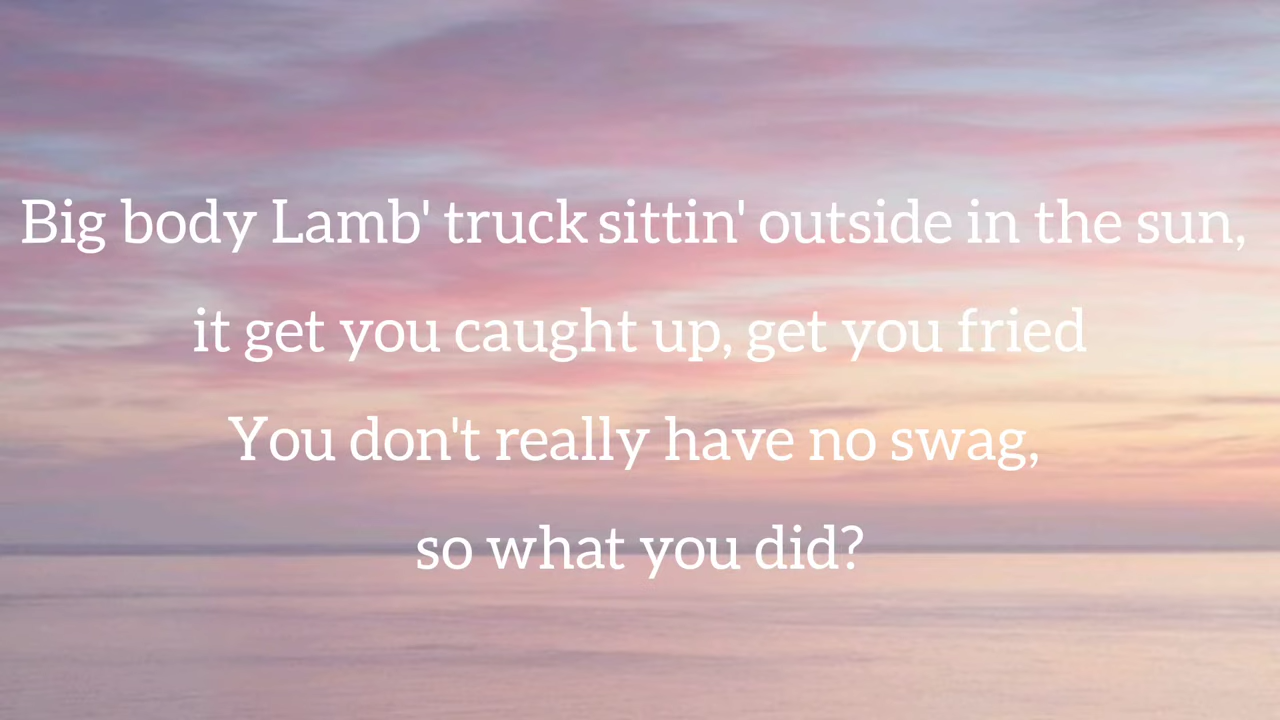 Big body Lamb' truck sittin' outside in the sun,
it get you caught up, get you fried
You don't really have no swag,
so what you did?